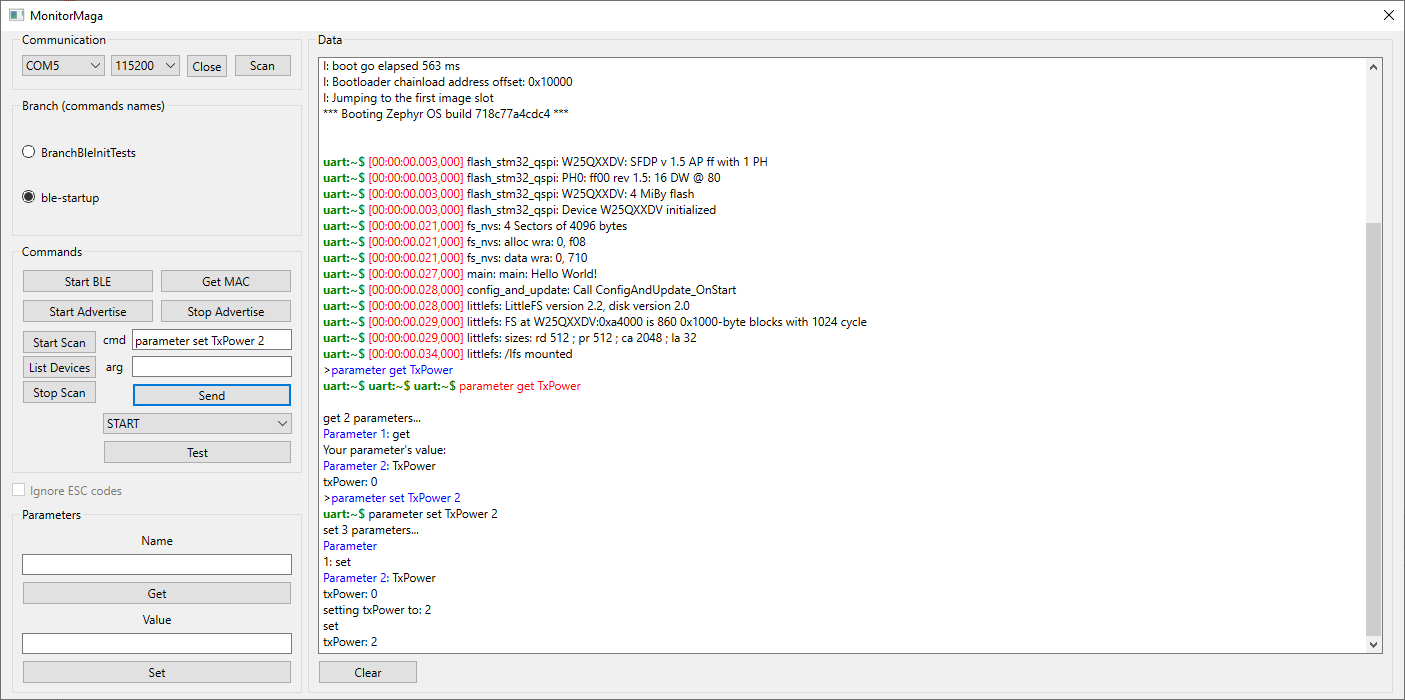 MonitorMaga
Communication
COM5 115200 Close Scan
Branch (commands names)
BranchBleInitTests
ble-startup
Commands
Start BLE Get MAC
Start Advertise Stop Advertise
Start Scan cmd parameter set TxPower 2
List Devices arg
Stop Scan Send
START
Test
Ignore ESC codes
Parameters
Name
Get
Value
Set
Data
I: boot go elapsed 563 ms
I: Bootloader chainload address offset: 0x10000
I: Jumping to the first image slot
*** Booting Zephyr OS build 718c77a4cdc4 ***
uart:~$ [00:00:00.003,000] flash_stm32_qspi: W25QXXDV: SFDP v 1.5 AP ff with 1 PH
uart:~$ [00:00:00.003,000] flash_stm32_qspi: PH0: ff00 rev 1.5: 16 DW @ 80
uart:~$ [00:00:00.003,000] flash_stm32_qspi: W25QXXDV: 4 MiBy flash
uart:~$ [00:00:00.003,000] flash_stm32_qspi: Device W25QXXDV initialized
uart:~$ [00:00:00.021,000] fs_nvs: 4 Sectors of 4096 bytes
uart:~$ [00:00:00.021,000] fs_nvs: alloc wra: 0, f08
uart:~$ [00:00:00.021,000] fs_nvs: data wra: 0, 710
uart:~$ [00:00:00.027,000] main: main: Hello World!
uart:~$ [00:00:00.028,000] config_and_update: Call ConfigAndUpdate_OnStart
uart:~$ [00:00:00.028,000] littlefs: LittleFS version 2.2, disk version 2.0
uart:~$ [00:00:00.029,000] littlefs: FS at W25QXXDV:0xa4000 is 860 0x1000-byte blocks with 1024 cycle
uart:~$ [00:00:00.029,000] littlefs: sizes: rd 512 ; pr 512 ; ca 2048 ; la 32
uart:~$ [00:00:00.034,000] littlefs: /lfs mounted
>parameter get TxPower
uart:~$ uart:~$ uart:~$ parameter get TxPower
get 2 parameters...
Parameter 1: get
Your parameter's value:
Parameter 2: TxPower
txPower: 0
>parameter set TxPower 2
uart:~$ parameter set TxPower 2
set 3 parameters...
Parameter
1: set
Parameter 2: TxPower
txPower: 0
setting txPower to: 2
set
txPower: 2
Clear